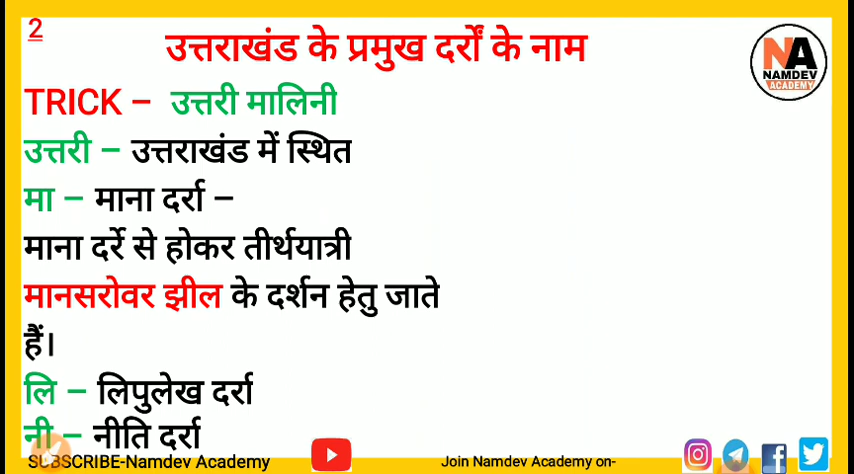 2
उत्तराखंड के प्रमुख दर्रों के नाम
NA
NAMDEV
ACADEMY
TRICK – उत्तरी मालिनी
उत्तरी – उत्तराखंड में स्थित
मा – माना दर्रा –
माना दर्रे से होकर तीर्थयात्री
मानसरोवर झील के दर्शन हेतु जाते
हैं।
लि – लिपुलेख दर्रा
नी – नीति दर्रा
SUBSCRIBE-Namdev Academy
Join Namdev Academy on-